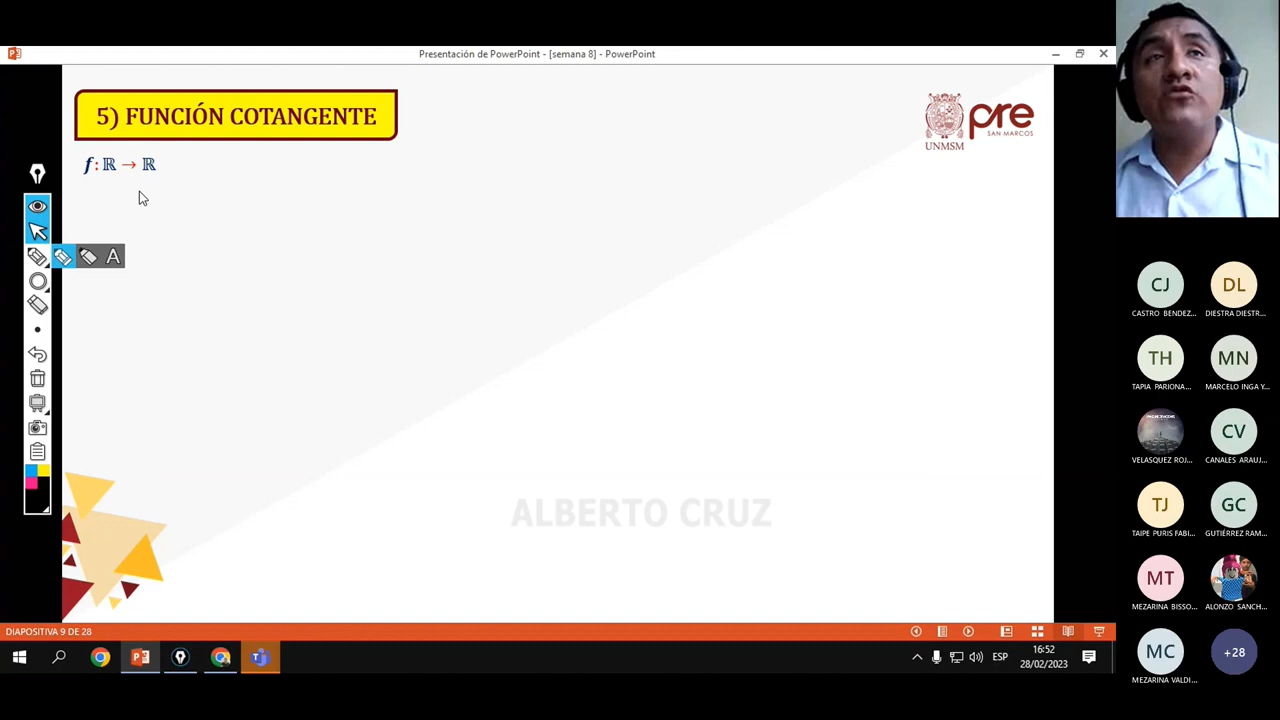 Presentación de PowerPoint - [semana 8] - PowerPoint
5) FUNCIÓN COTANGENTE
f : ℝ → ℝ
UNMSM
pre
SAN MARCOS
A
ALBERTO CRUZ
DIAPOSITIVA 9 DE 28
ESP
16:52
28/02/2023
CJ
CASTRO BENDEZ...
DL
DIESTRA DIESTR...
TH
TAPIA PARIONA...
MN
MARCELO INGA Y...
VELASQUEZ ROJ...
CV
CANALES ARAUJ...
TJ
TAIPE PURIS FABI...
GC
GUTIÉRREZ RAM...
MT
MEZARINA BISSO...
ALONZO SANCH...
MC
MEZARINA VALDI...
+28